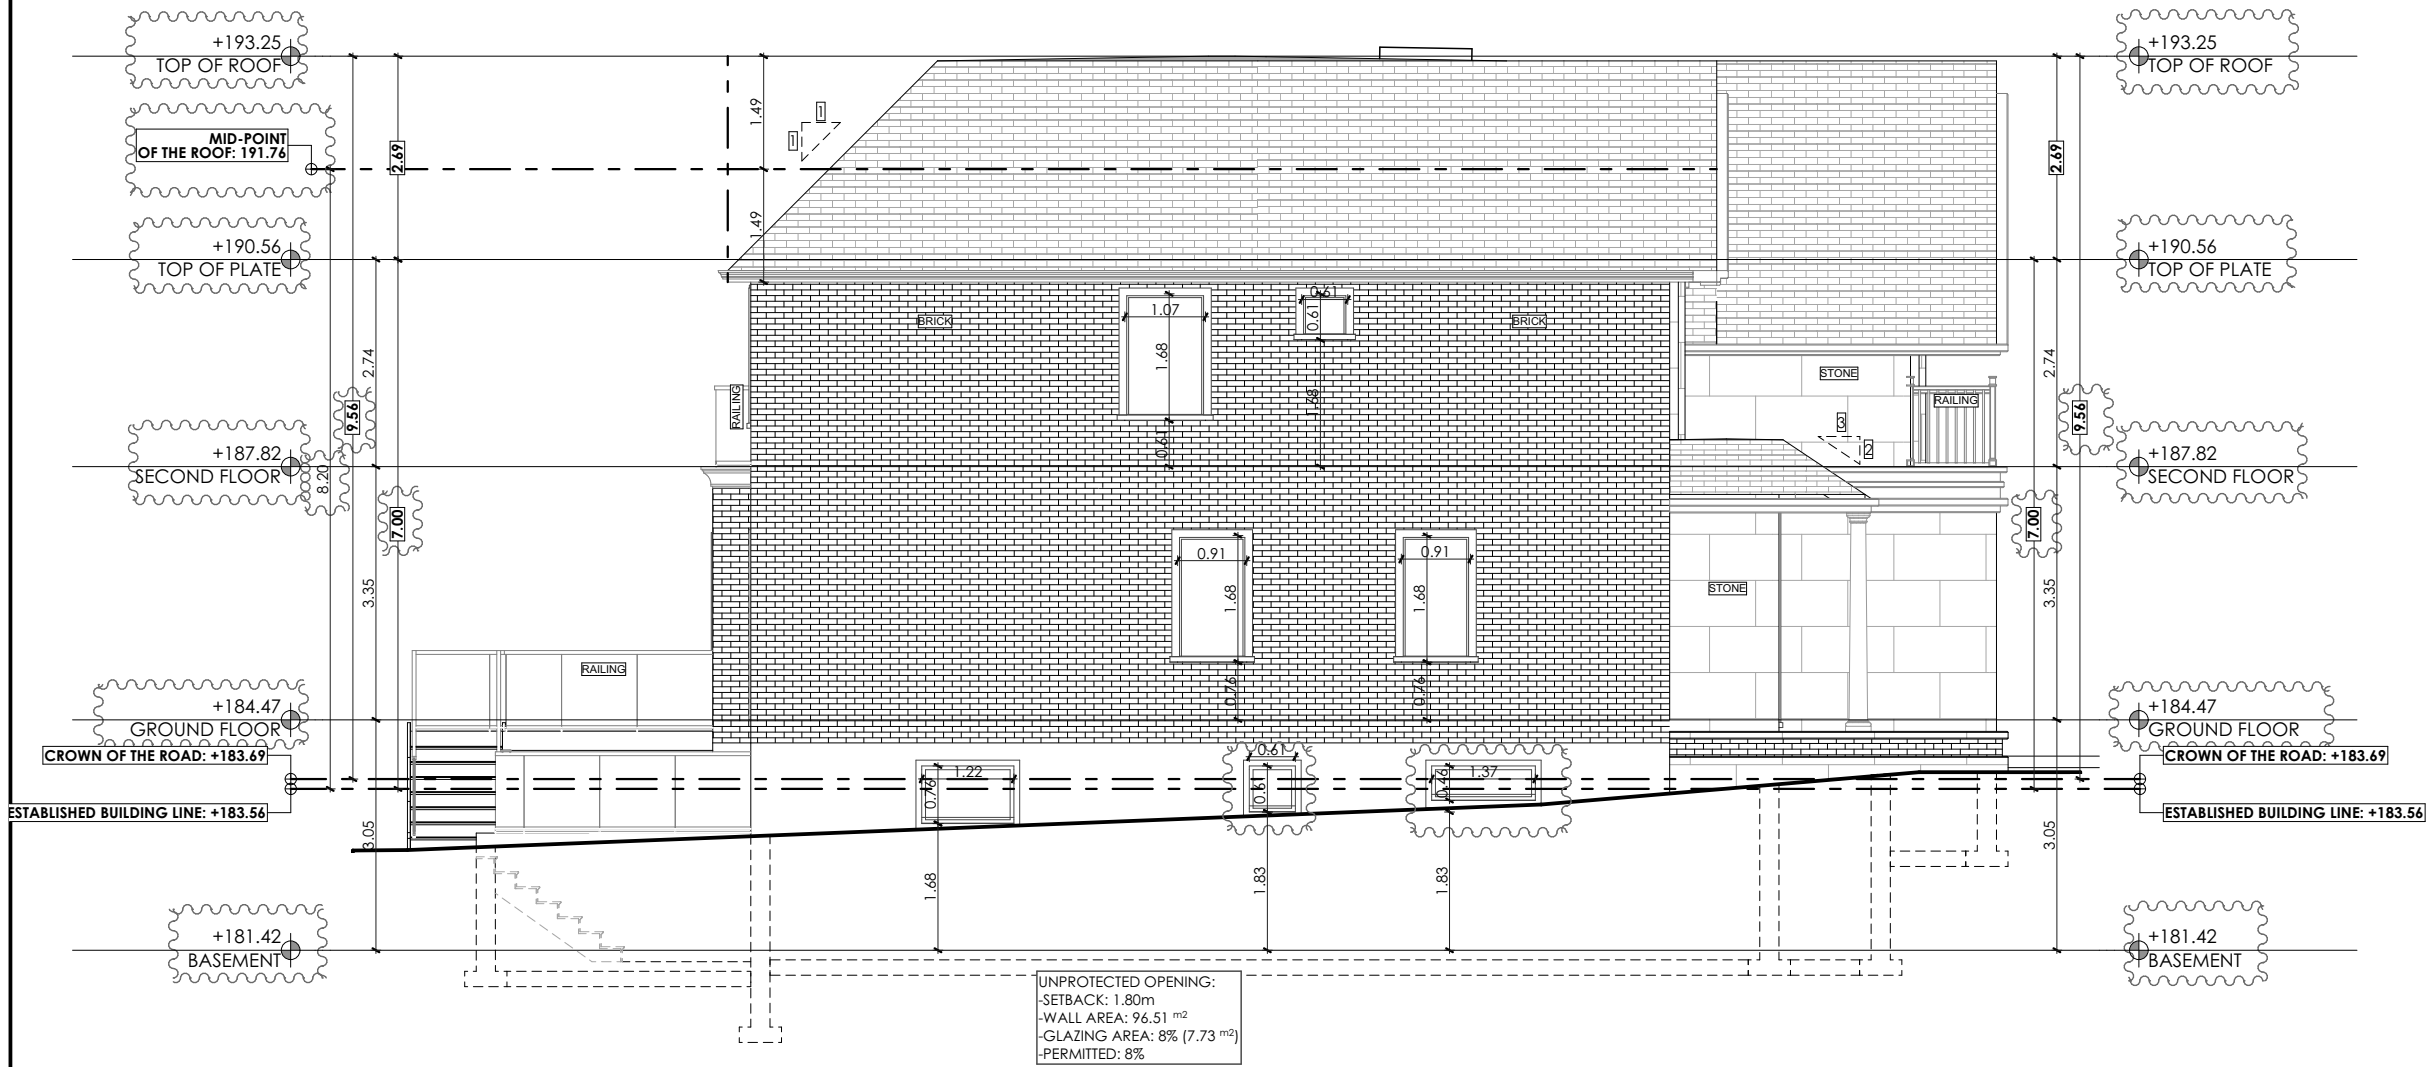 +193.25
TOP OF ROOF
+193.25
TOP OF ROOF
MID-POINT
OF THE ROOF: 191.76
1.49
1
1
2.69
2.69
1.49
+190.56
TOP OF PLATE
+190.56
TOP OF PLATE
BRICK
1.07
1.68
0.61
0.61
0.61
1.68
BRICK
2.74
2.74
RAILING
STONE
RAILING
3
2
9.56
9.56
+187.82
SECOND FLOOR
+187.82
SECOND FLOOR
8.20
7.00
7.00
0.91
1.68
0.76
0.91
1.68
0.76
3.35
3.35
STONE
RAILING
+184.47
GROUND FLOOR
+184.47
GROUND FLOOR
CROWN OF THE ROAD: +183.69
CROWN OF THE ROAD: +183.69
1.22
0.76
0.61
0.61
1.37
0.46
ESTABLISHED BUILDING LINE: +183.56
ESTABLISHED BUILDING LINE: +183.56
3.05
3.05
1.68
1.83
1.83
+181.42
BASEMENT
+181.42
BASEMENT
UNPROTECTED OPENING:
-SETBACK: 1.80m
-WALL AREA: 96.51 m²
-GLAZING AREA: 8% (7.73 m²)
-PERMITTED: 8%